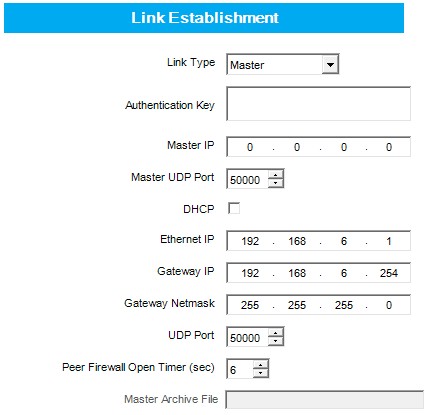 Link Establishment
Link Type Master
Authentication Key
Master IP 0 . 0 . 0 . 0
Master UDP Port 50000
DHCP
Ethernet IP 192 . 168 . 6 . 1
Gateway IP 192 . 168 . 6 . 254
Gateway Netmask 255 . 255 . 255 . 0
UDP Port 50000
Peer Firewall Open Timer (sec) 6
Master Archive File